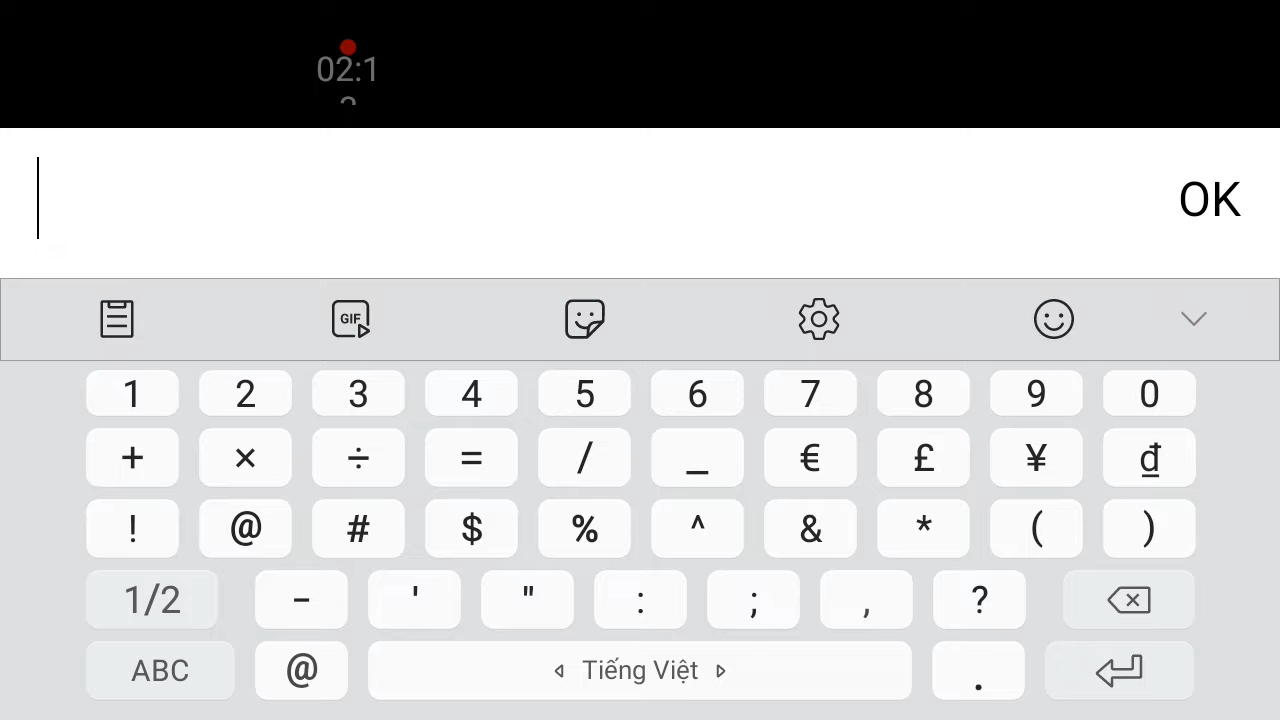 02:1
OK
GIF
1 2 3 4 5 6 7 8 9 0
+ × ÷ = / _ € £ ¥ ₫
! @ # $ % ^ & * ( )
1/2 - ' " : ; , ?
ABC @ Tiếng Việt .